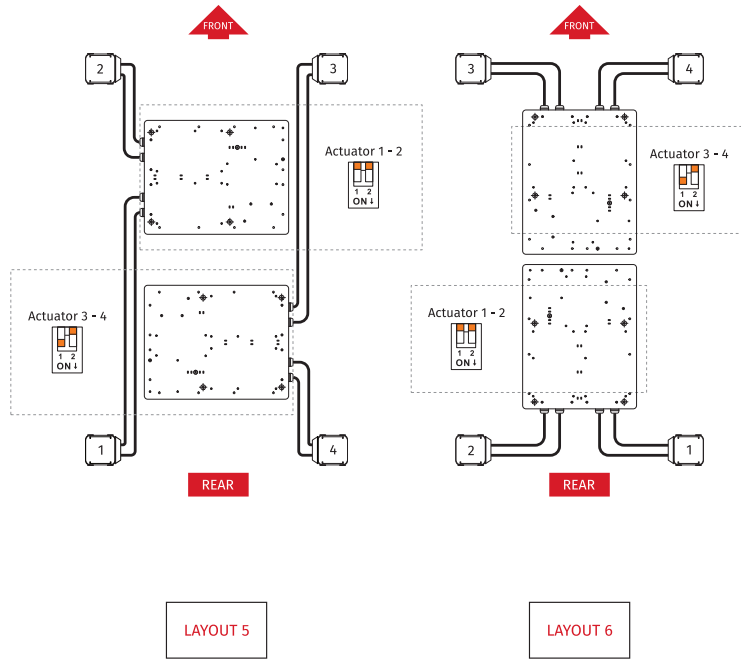 FRONT
2
3
Actuator 1 - 2
1 2
ON ↓
Actuator 3 - 4
1 2
ON ↓
1
4
REAR
LAYOUT 5
FRONT
3
4
Actuator 3 - 4
1 2
ON ↓
Actuator 1 - 2
1 2
ON ↓
2
1
REAR
LAYOUT 6